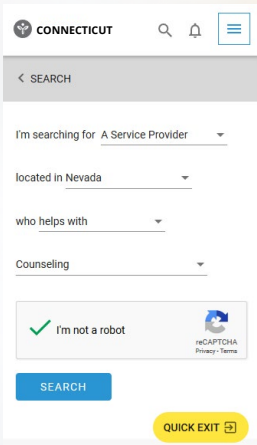 CONNECTICUT
< SEARCH
I'm searching for A Service Provider
located in Nevada
who helps with
Counseling
I'm not a robot
reCAPTCHA
Privacy - Terms
SEARCH
QUICK EXIT